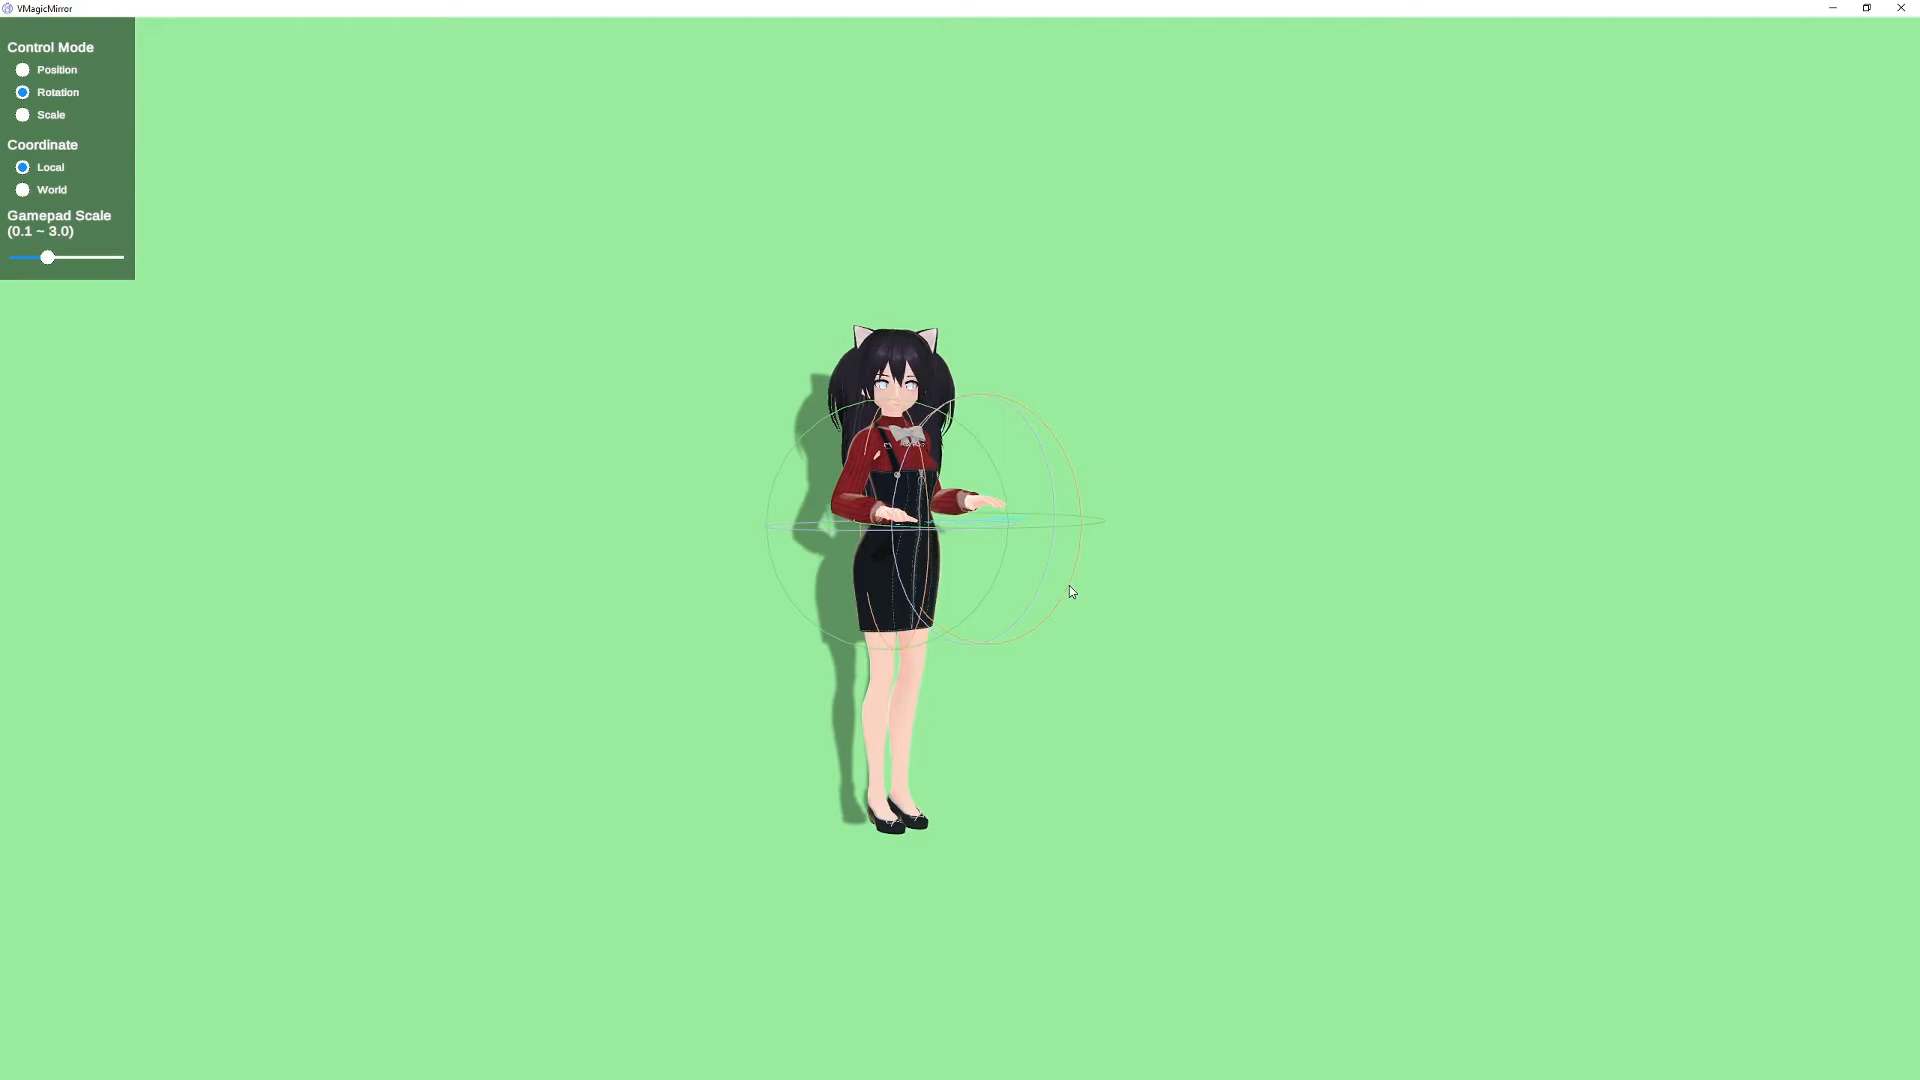 VMagicMirror
Control Mode
Position
Rotation
Scale
Coordinate
Local
World
Gamepad Scale
(0.1 ~ 3.0)